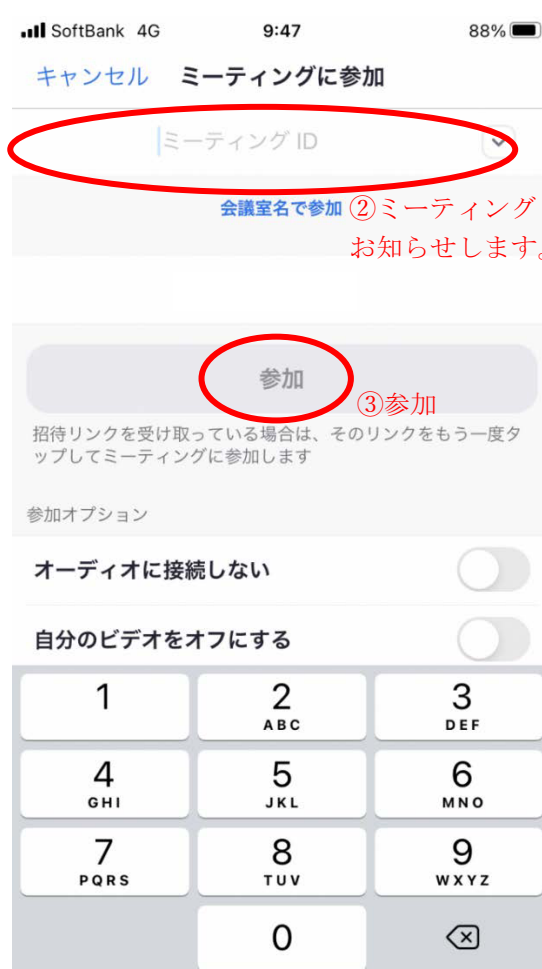 SoftBank 4G 9:47 88%
キャンセル ミーティングに参加
ミーティング ID
会議室名で参加 ②ミーティング
お知らせします。
参加
③参加
招待リンクを受け取っている場合は、そのリンクをもう一度タ
ップしてミーティングに参加します
参加オプション
オーディオに接続しない
自分のビデオをオフにする
1 2 3
ABC DEF
4 5 6
GHI JKL MNO
7 8 9
PQRS TUV WXYZ
0